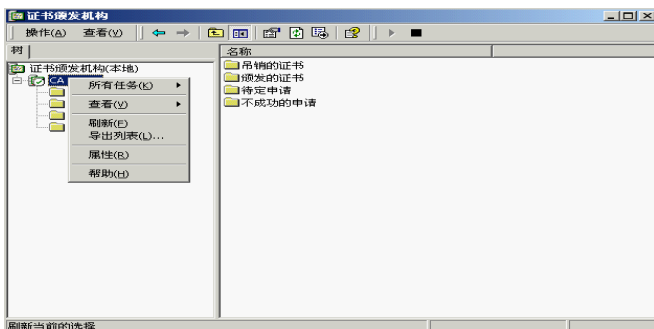 证书颁发机构
操作(A) 查看(V)
树
名称
证书颁发机构(本地)
CA
所有任务(K)
查看(V)
刷新(F)
导出列表(L)...
属性(R)
帮助(H)
吊销的证书
颁发的证书
待定申请
不成功的申请
刷新当前的选择